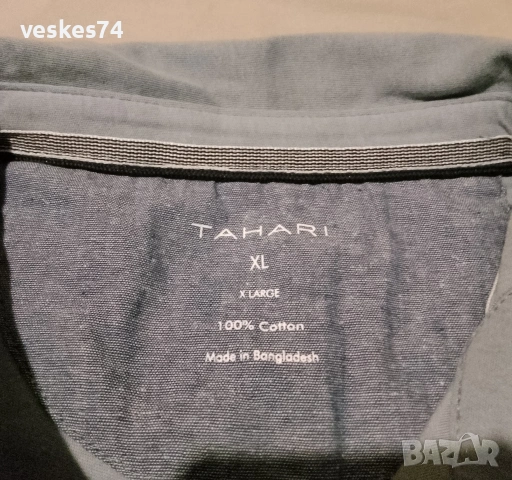 veskes74
TAHARI
XL
X LARGE
100% Cotton
Made in Bangladesh
BAZAR